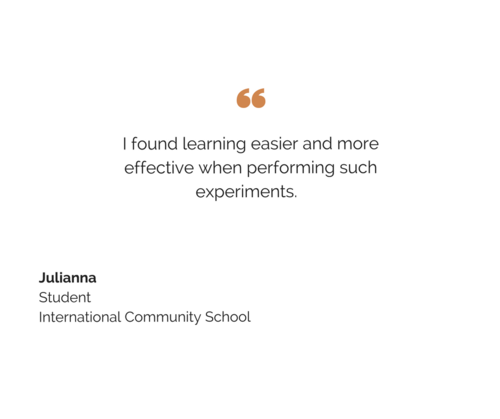 ❝
I found learning easier and more
effective when performing such
experiments.
Julianna
Student
International Community School